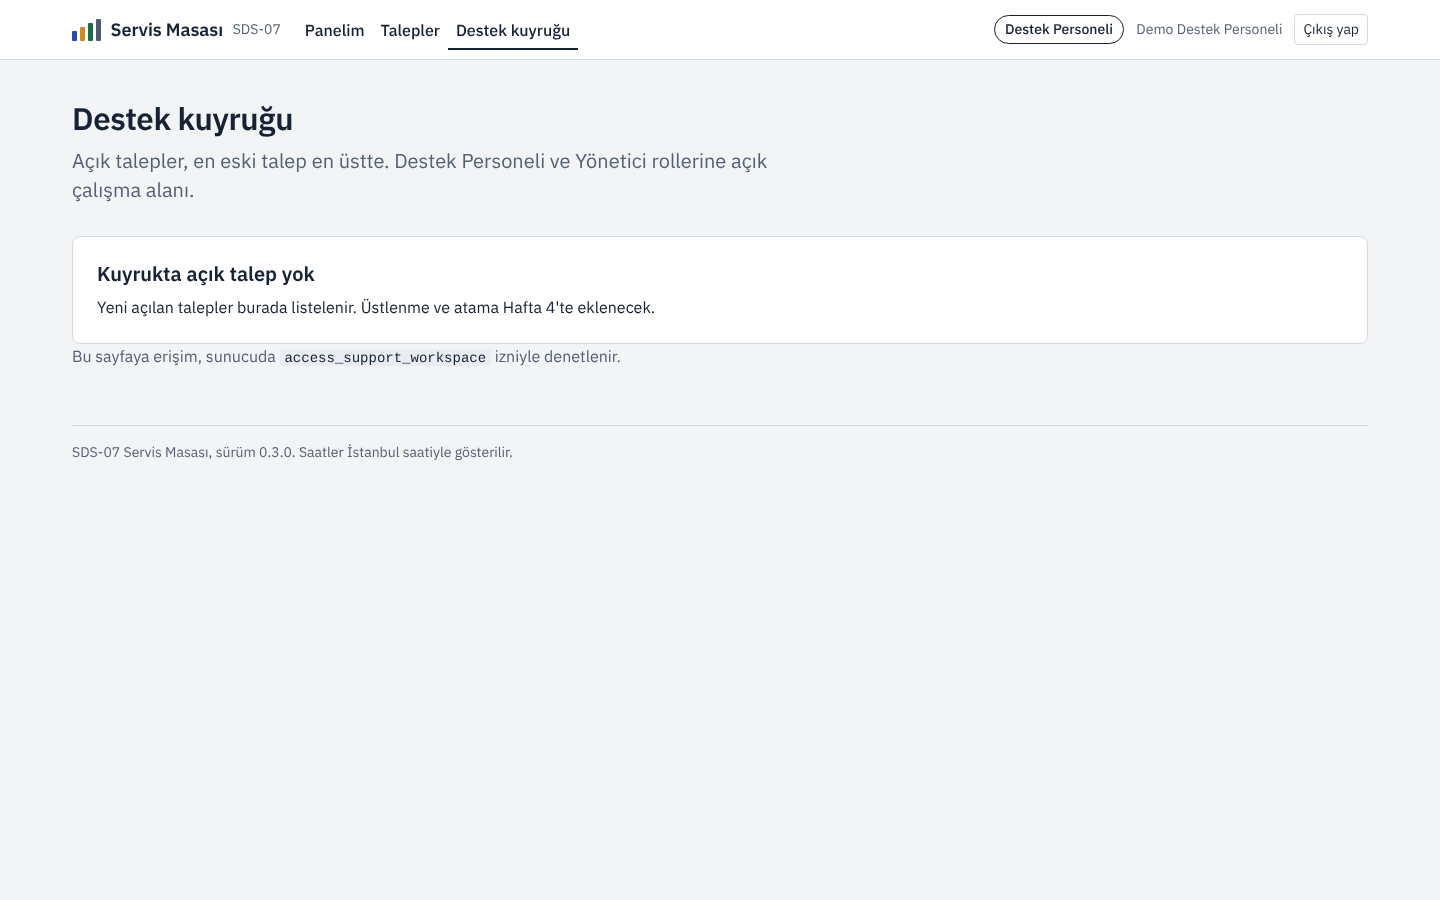 Servis Masası SDS-07 Panelim Talepler Destek kuyruğu Destek Personeli Demo Destek Personeli Çıkış yap
Destek kuyruğu
Açık talepler, en eski talep en üstte. Destek Personeli ve Yönetici rollerine açık
çalışma alanı.
Kuyrukta açık talep yok
Yeni açılan talepler burada listelenir. Üstlenme ve atama Hafta 4'te eklenecek.
Bu sayfaya erişim, sunucuda access_support_workspace izniyle denetlenir.
SDS-07 Servis Masası, sürüm 0.3.0. Saatler İstanbul saatiyle gösterilir.